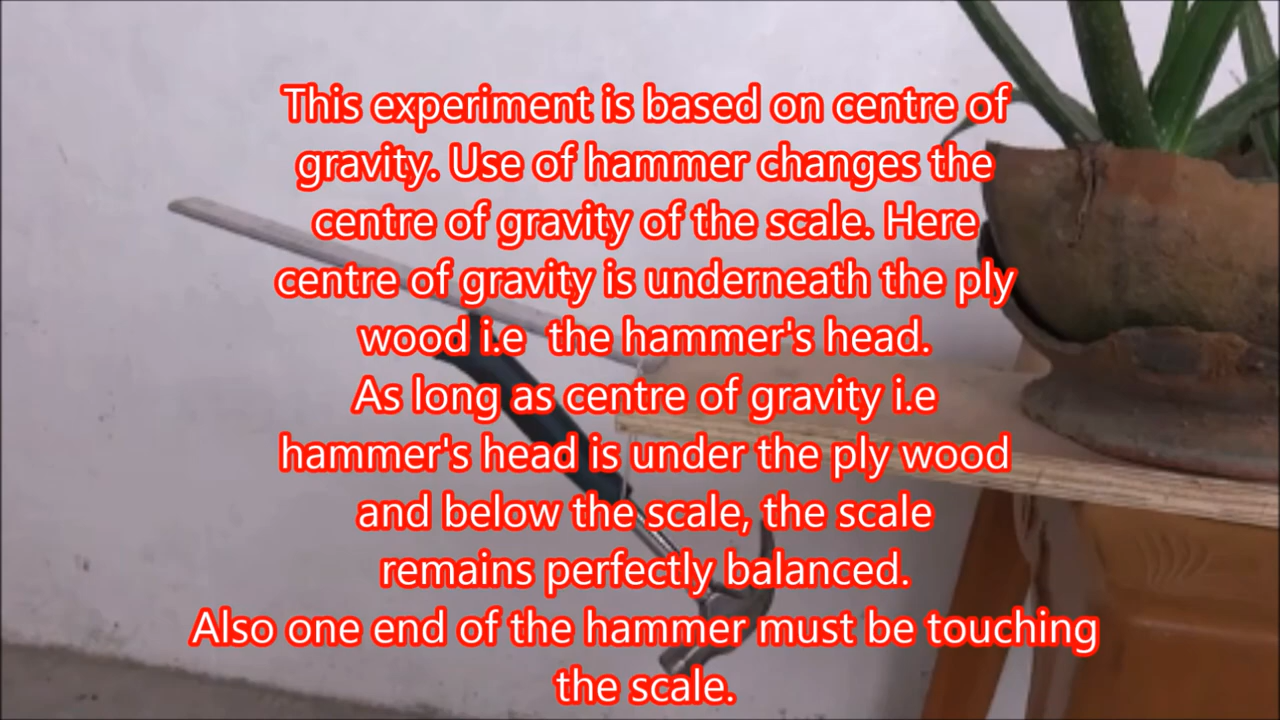 This experiment is based on centre of
gravity. Use of hammer changes the
centre of gravity of the scale. Here
centre of gravity is underneath the ply
wood i.e  the hammer's head.
As long as centre of gravity i.e
hammer's head is under the ply wood
and below the scale, the scale
remains perfectly balanced.
Also one end of the hammer must be touching
the scale.